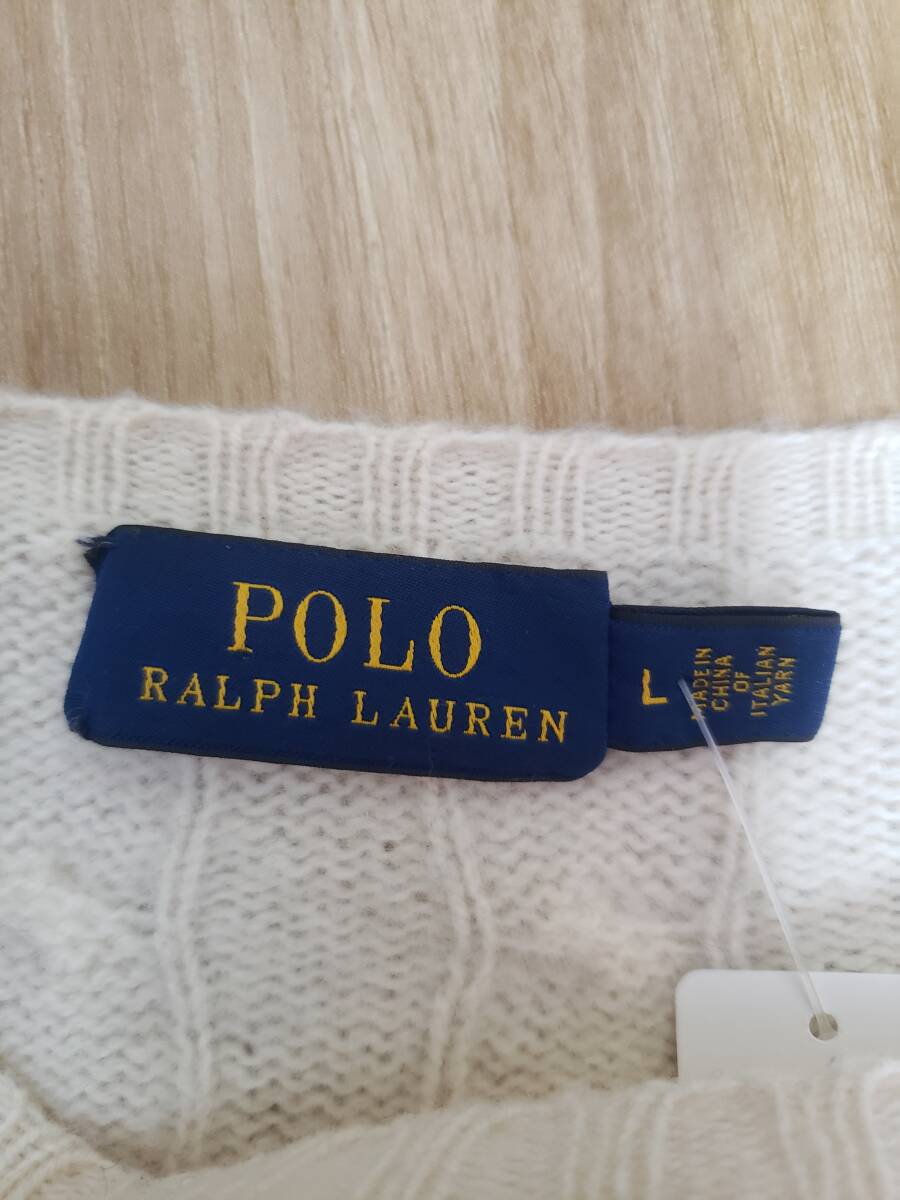 POLO
RALPH LAUREN
L
MADE IN
CHINA
OF
ITALIAN
YARN